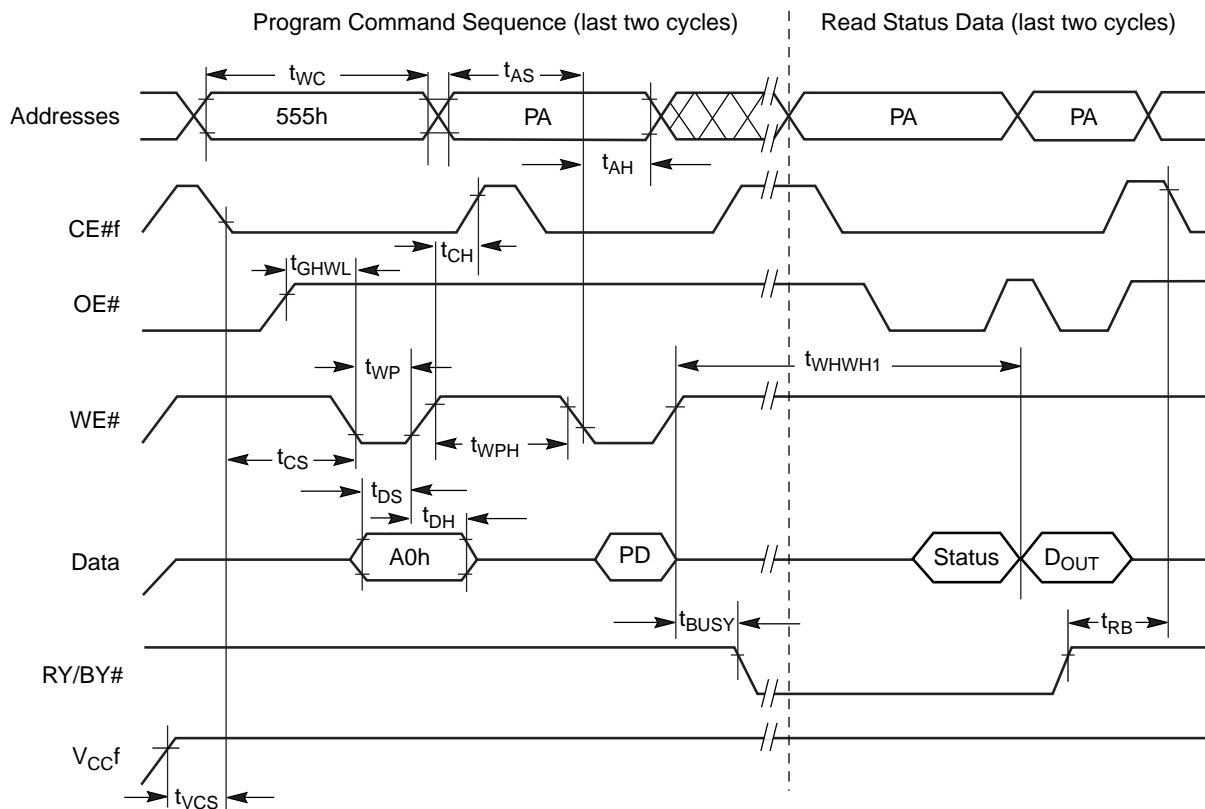 Program Command Sequence (last two cycles) Read Status Data (last two cycles)
tWC tAS
Addresses 555h PA PA PA
tAH
CE#f
tCH
tGHWL
OE#
tWP tWHWH1
WE#
tWPH
tCS
tDS
tDH
Data A0h PD Status DOUT
tBUSY tRB
RY/BY#
VCCf
tVCS